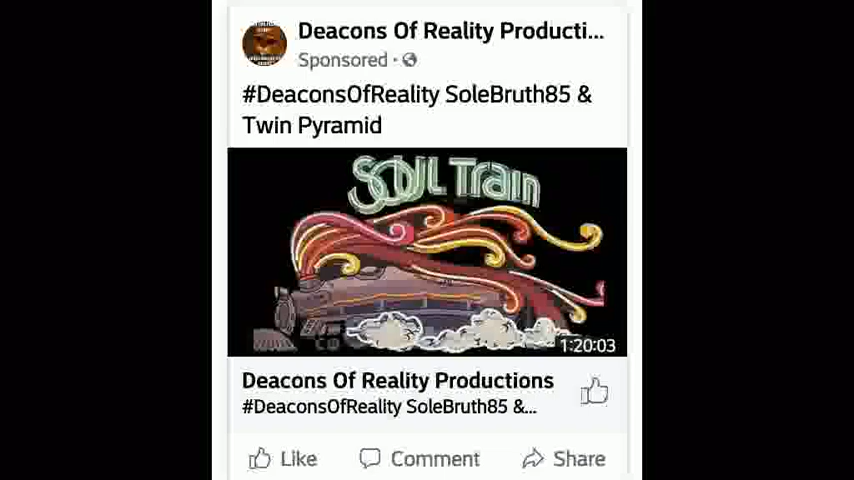 Deacons Of Reality Producti...
Sponsored ·
#DeaconsOfReality SoleBruth85 &
Twin Pyramid
SOUL TRain
1:20:03
Deacons Of Reality Productions
#DeaconsOfReality SoleBruth85 &...
Like Comment Share